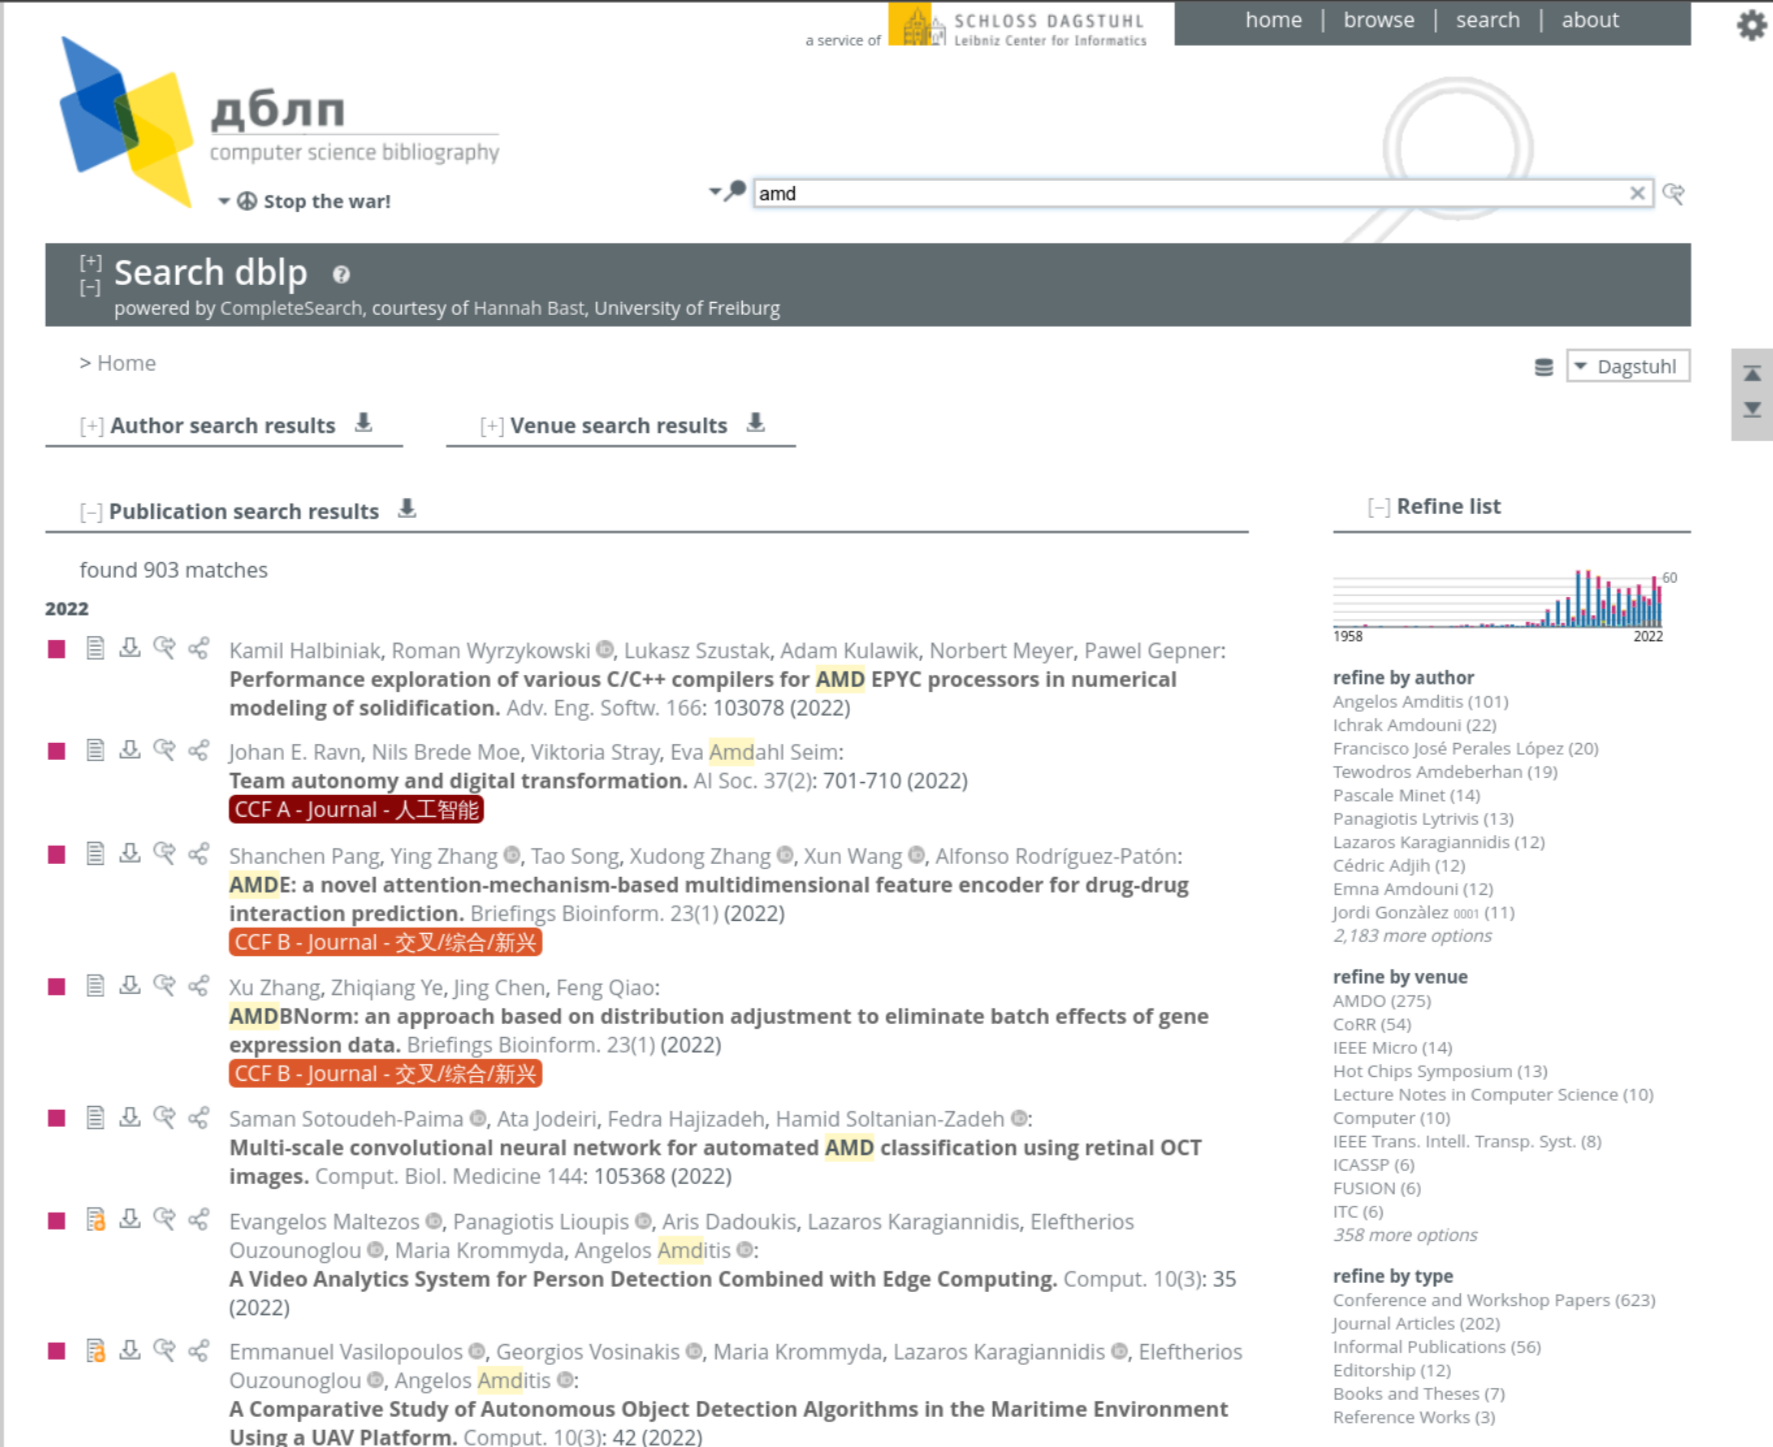 a service of
SCHLOSS DAGSTUHL
Leibniz Center for Informatics
home | browse | search | about
дблп
computer science bibliography
Stop the war!
amd
[+]
[−]
Search dblp ?
powered by CompleteSearch, courtesy of Hannah Bast, University of Freiburg
> Home
Dagstuhl
[+] Author search results
[+] Venue search results
[−] Publication search results
found 903 matches
2022
Kamil Halbiniak, Roman Wyrzykowski iD, Lukasz Szustak, Adam Kulawik, Norbert Meyer, Pawel Gepner:
Performance exploration of various C/C++ compilers for AMD EPYC processors in numerical
modeling of solidification. Adv. Eng. Softw. 166: 103078 (2022)
Johan E. Ravn, Nils Brede Moe, Viktoria Stray, Eva Amdahl Seim:
Team autonomy and digital transformation. AI Soc. 37(2): 701-710 (2022)
CCF A - Journal - 人工智能
Shanchen Pang, Ying Zhang iD, Tao Song, Xudong Zhang iD, Xun Wang iD, Alfonso Rodríguez-Patón:
AMDE: a novel attention-mechanism-based multidimensional feature encoder for drug-drug
interaction prediction. Briefings Bioinform. 23(1) (2022)
CCF B - Journal - 交叉/综合/新兴
Xu Zhang, Zhiqiang Ye, Jing Chen, Feng Qiao:
AMDBNorm: an approach based on distribution adjustment to eliminate batch effects of gene
expression data. Briefings Bioinform. 23(1) (2022)
CCF B - Journal - 交叉/综合/新兴
Saman Sotoudeh-Paima iD, Ata Jodeiri, Fedra Hajizadeh, Hamid Soltanian-Zadeh iD:
Multi-scale convolutional neural network for automated AMD classification using retinal OCT
images. Comput. Biol. Medicine 144: 105368 (2022)
Evangelos Maltezos iD, Panagiotis Lioupis iD, Aris Dadoukis, Lazaros Karagiannidis, Eleftherios
Ouzounoglou iD, Maria Krommyda, Angelos Amditis iD:
A Video Analytics System for Person Detection Combined with Edge Computing. Comput. 10(3): 35
(2022)
Emmanuel Vasilopoulos iD, Georgios Vosinakis iD, Maria Krommyda, Lazaros Karagiannidis iD, Eleftherios
Ouzounoglou iD, Angelos Amditis iD:
A Comparative Study of Autonomous Object Detection Algorithms in the Maritime Environment
Using a UAV Platform. Comput. 10(3): 42 (2022)
[−] Refine list
60
1958 2022
refine by author
Angelos Amditis (101)
Ichrak Amdouni (22)
Francisco José Perales López (20)
Tewodros Amdeberhan (19)
Pascale Minet (14)
Panagiotis Lytrivis (13)
Lazaros Karagiannidis (12)
Cédric Adjih (12)
Emna Amdouni (12)
Jordi Gonzàlez 0001 (11)
2,183 more options
refine by venue
AMDO (275)
CoRR (54)
IEEE Micro (14)
Hot Chips Symposium (13)
Lecture Notes in Computer Science (10)
Computer (10)
IEEE Trans. Intell. Transp. Syst. (8)
ICASSP (6)
FUSION (6)
ITC (6)
358 more options
refine by type
Conference and Workshop Papers (623)
Journal Articles (202)
Informal Publications (56)
Editorship (12)
Books and Theses (7)
Reference Works (3)